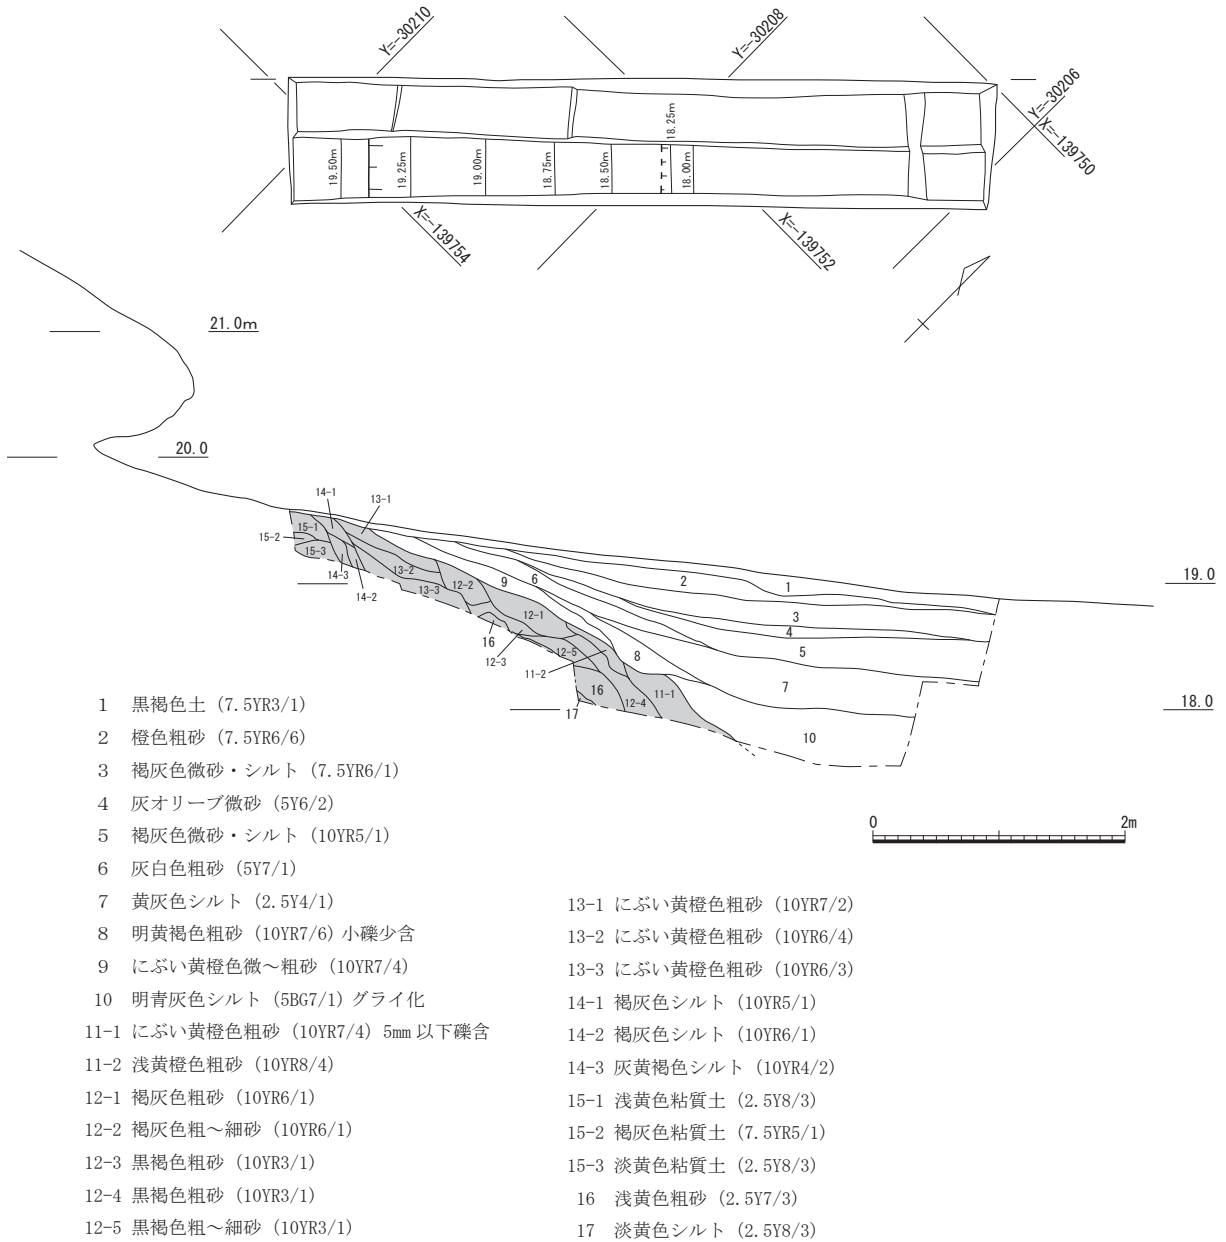 Y=-30210
Y=-30208
Y=-30206
X=-139750
19.50m
19.25m
19.00m
18.75m
18.50m
18.25m
18.00m
X=-139754
X=-139752
21.0m
20.0
19.0
18.0
14-1
13-1
15-1
15-2
15-3
14-3
14-2
13-2
13-3
12-2
9
6
2
1
3
4
5
12-1
16
12-3
12-5
11-2
8
7
16
12-4
11-1
17
10
0 2m
1 黒褐色土（7.5YR3/1）
2 橙色粗砂（7.5YR6/6）
3 褐灰色微砂・シルト（7.5YR6/1）
4 灰オリーブ微砂（5Y6/2）
5 褐灰色微砂・シルト（10YR5/1）
6 灰白色粗砂（5Y7/1）
7 黄灰色シルト（2.5Y4/1）
8 明黄褐色粗砂（10YR7/6）小礫少含
9 にぶい黄橙色微～粗砂（10YR7/4）
10 明青灰色シルト（5BG7/1）グライ化
11-1 にぶい黄橙色粗砂（10YR7/4）5mm 以下礫含
11-2 浅黄橙色粗砂（10YR8/4）
12-1 褐灰色粗砂（10YR6/1）
12-2 褐灰色粗～細砂（10YR6/1）
12-3 黒褐色粗砂（10YR3/1）
12-4 黒褐色粗砂（10YR3/1）
12-5 黒褐色粗～細砂（10YR3/1）
13-1 にぶい黄橙色粗砂（10YR7/2）
13-2 にぶい黄橙色粗砂（10YR6/4）
13-3 にぶい黄橙色粗砂（10YR6/3）
14-1 褐灰色シルト（10YR5/1）
14-2 褐灰色シルト（10YR6/1）
14-3 灰黄褐色シルト（10YR4/2）
15-1 浅黄色粘質土（2.5Y8/3）
15-2 褐灰色粘質土（7.5YR5/1）
15-3 淡黄色粘質土（2.5Y8/3）
16 浅黄色粗砂（2.5Y7/3）
17 淡黄色シルト（2.5Y8/3）